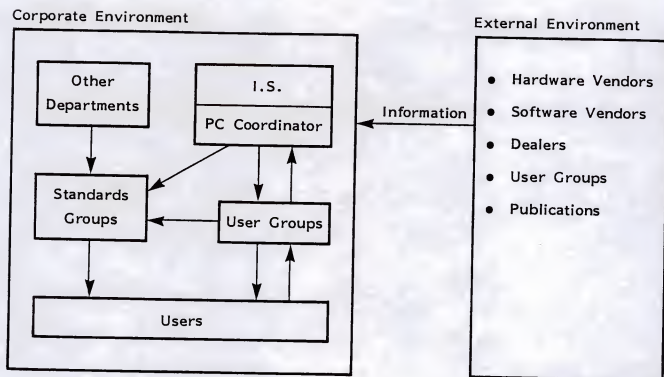 Corporate Environment
Other
Departments
I.S.
PC Coordinator
Standards
Groups
User Groups
Users
Information
External Environment
• Hardware Vendors
• Software Vendors
• Dealers
• User Groups
• Publications